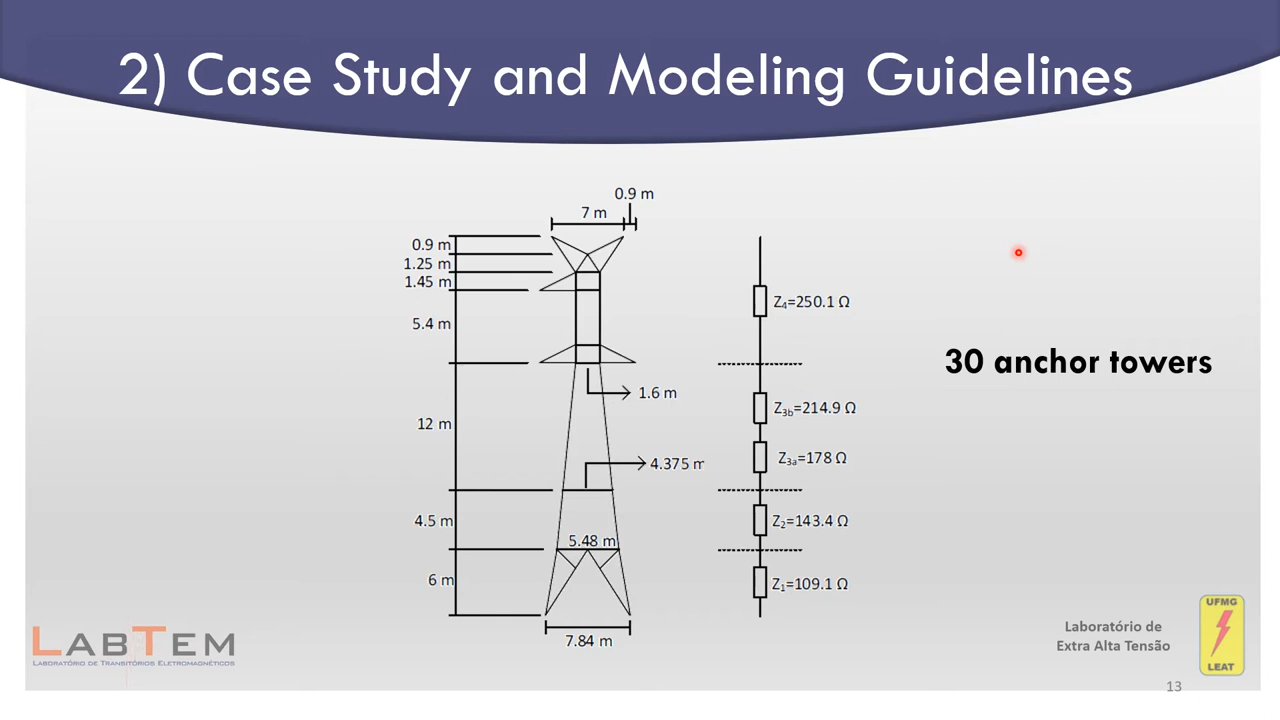 2) Case Study and Modeling Guidelines
0.9 m
7 m
0.9 m
1.25 m
1.45 m
5.4 m
12 m
4.5 m
6 m
1.6 m
4.375 m
5.48 m
7.84 m
Z4=250.1 Ω
Z3b=214.9 Ω
Z3a=178 Ω
Z2=143.4 Ω
Z1=109.1 Ω
30 anchor towers
LABTEM
LABORATÓRIO DE TRANSITÓRIOS ELETROMAGNÉTICOS
Laboratório de
Extra Alta Tensão
UFMG
LEAT
13